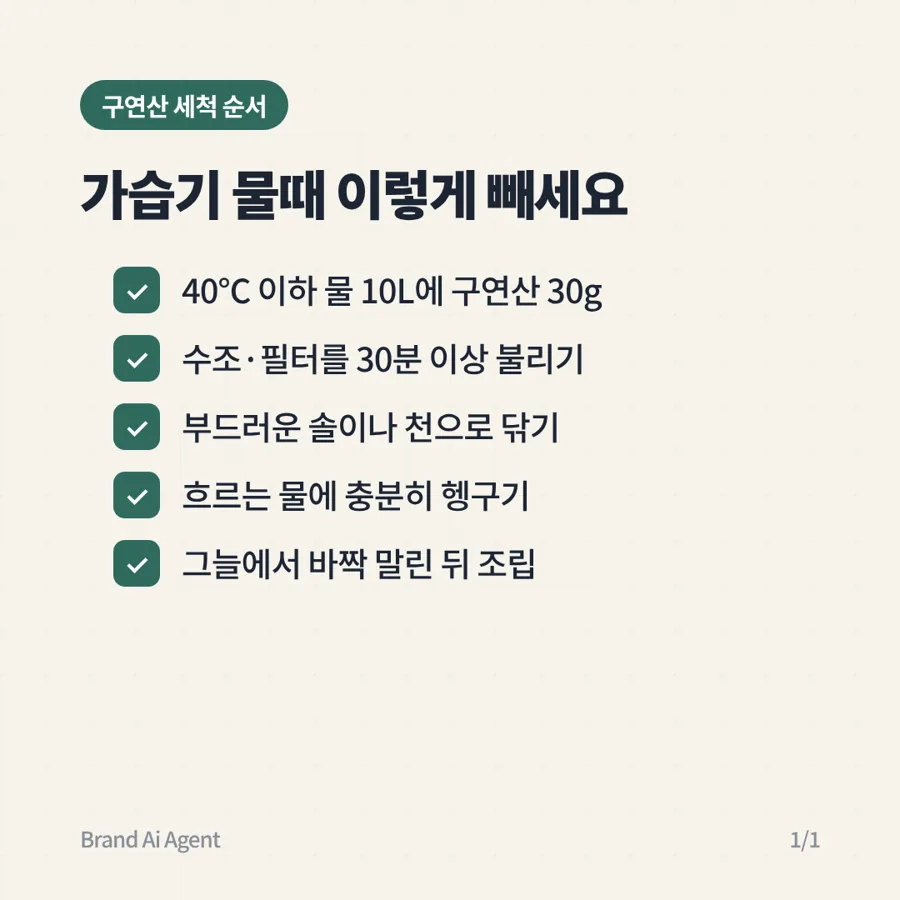 구연산 세척 순서
가습기 물때 이렇게 빼세요
40°C 이하 물 10L에 구연산 30g
수조·필터를 30분 이상 불리기
부드러운 솔이나 천으로 닦기
흐르는 물에 충분히 헹구기
그늘에서 바짝 말린 뒤 조립
Brand Ai Agent
1/1